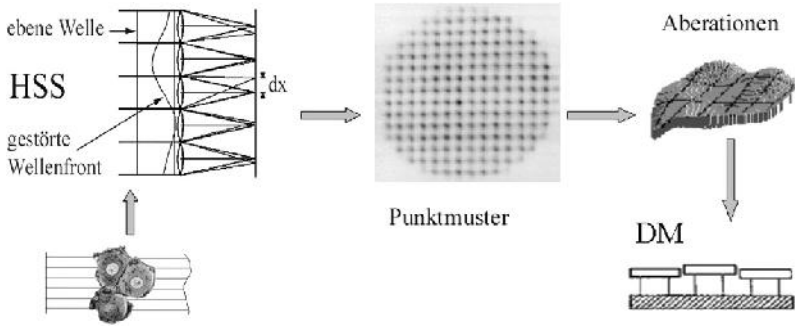 ebene Welle
HSS
dx
gestörte
Wellenfront
Punktmuster
Aberationen
DM